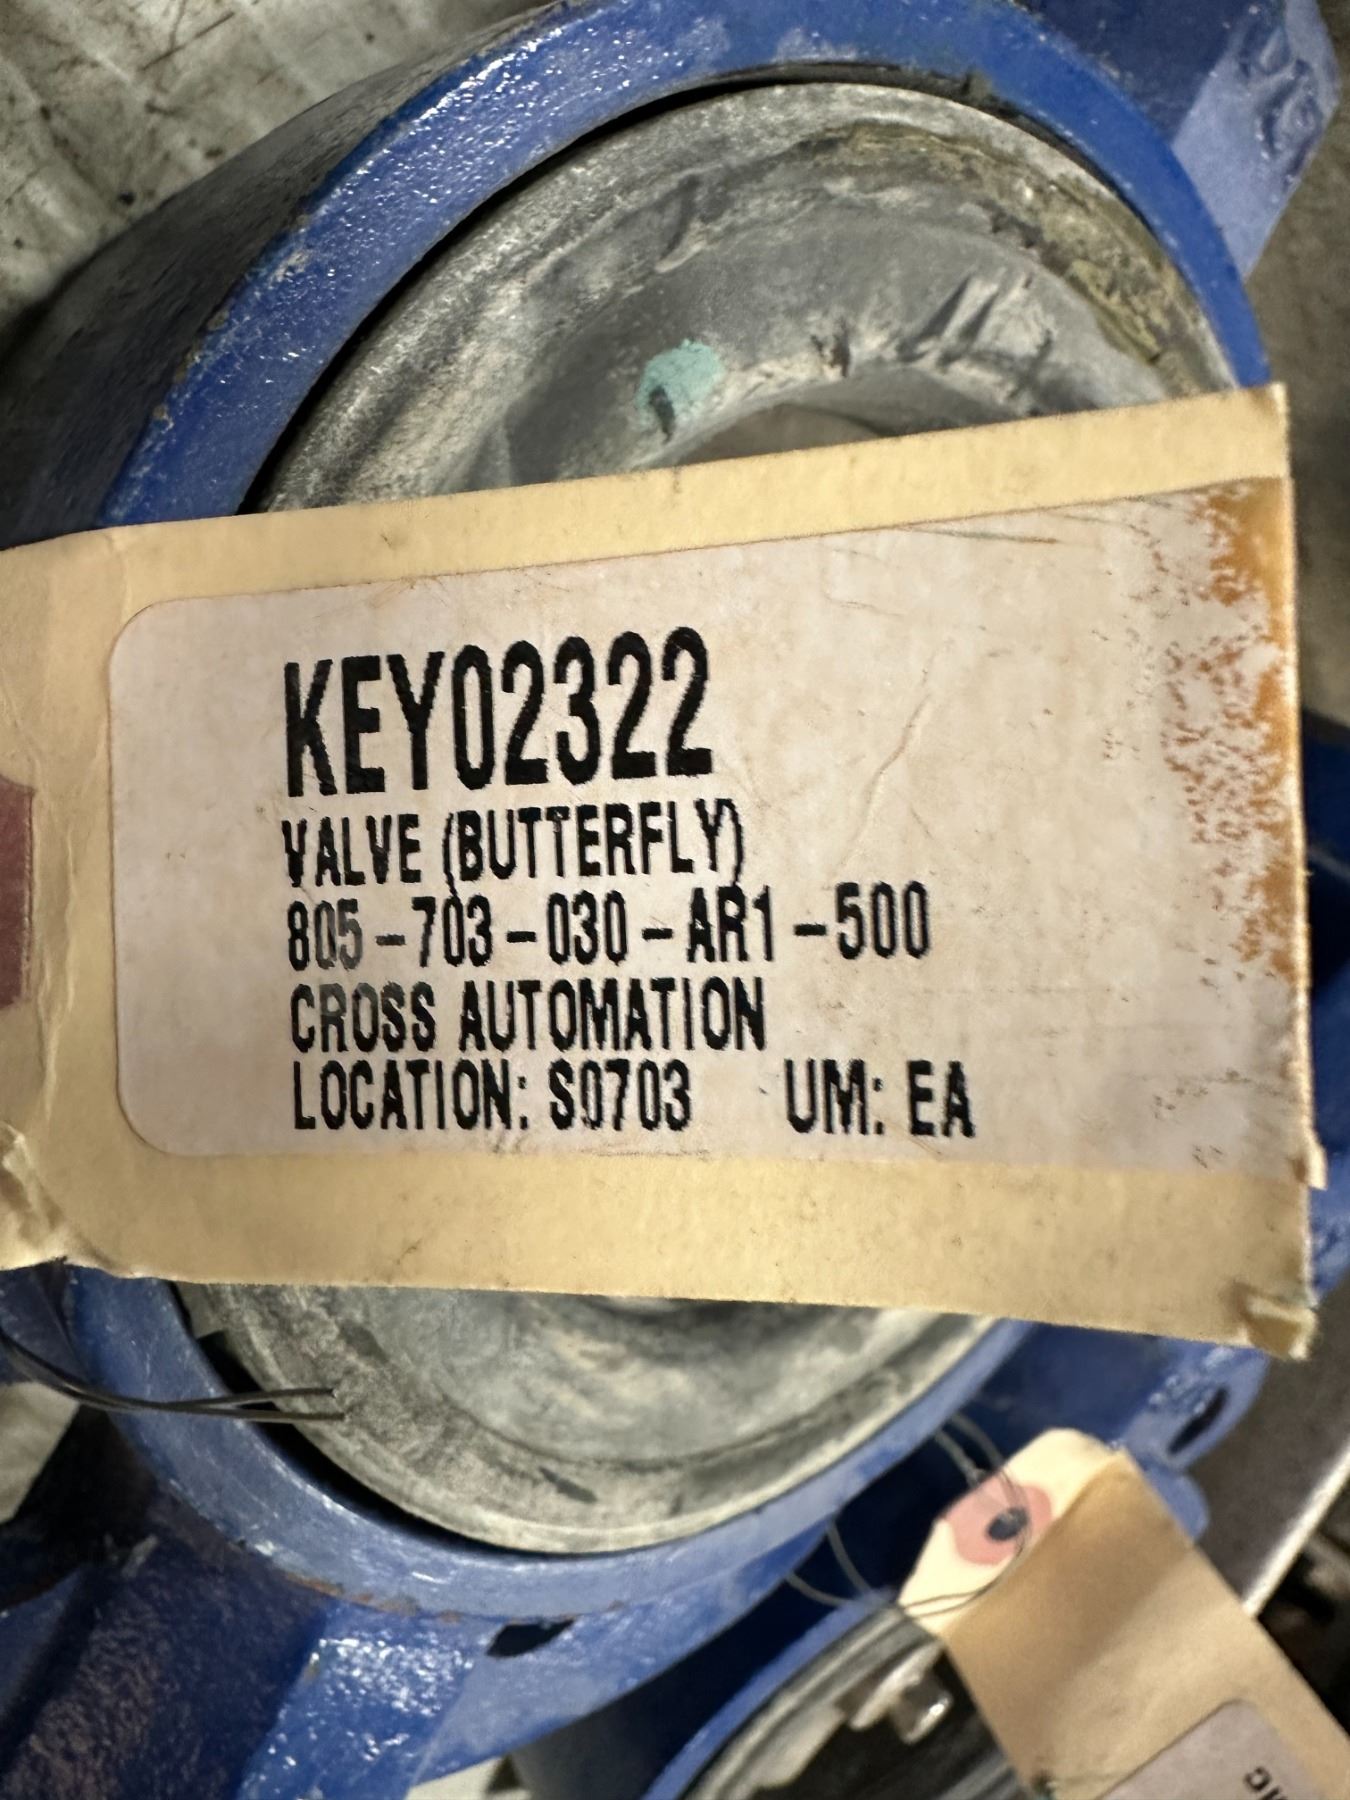 KEY02322
VALVE (BUTTERFLY)
805-703-030-AR1-500
CROSS AUTOMATION
LOCATION: S0703 UM: EA